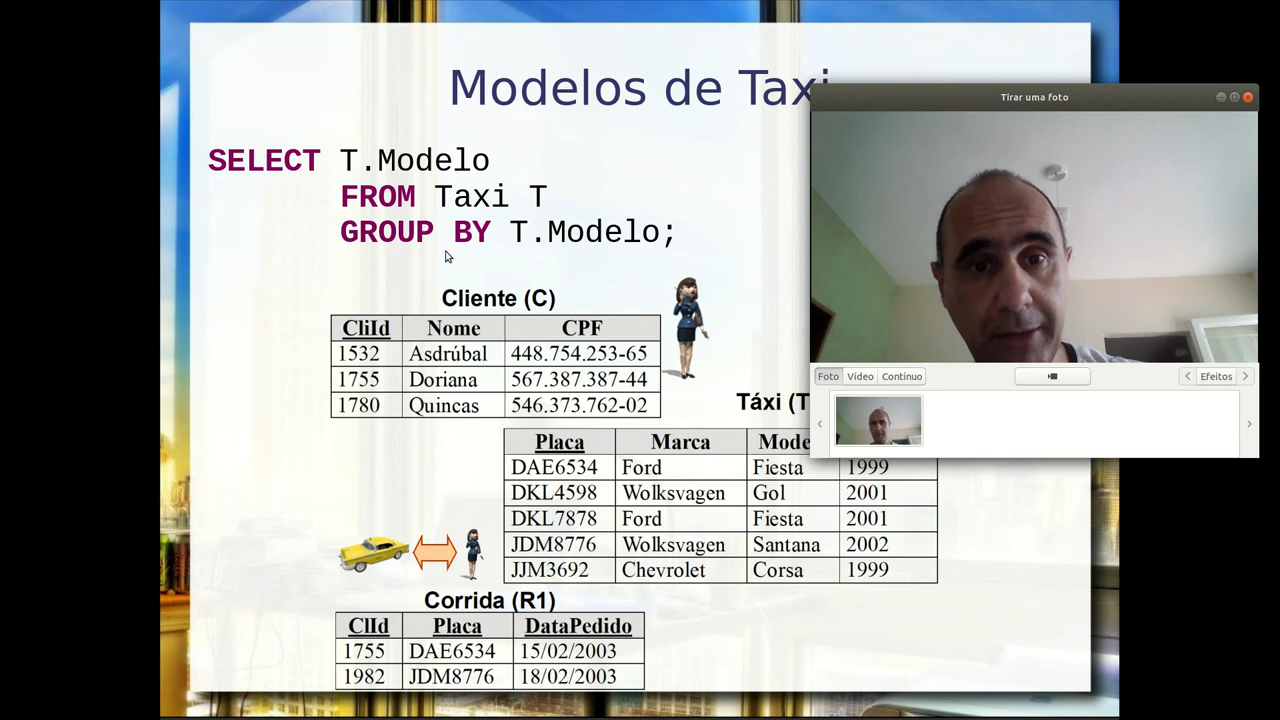 Modelos de Taxi
Tirar uma foto
SELECT T.Modelo
FROM Taxi T
GROUP BY T.Modelo;
Foto Vídeo Contínuo Efeitos
Cliente (C)
CliId Nome CPF
1532 Asdrúbal 448.754.253-65
1755 Doriana 567.387.387-44
1780 Quincas 546.373.762-02
Táxi (T
Placa Marca Mode
DAE6534 Ford Fiesta 1999
DKL4598 Wolksvagen Gol 2001
DKL7878 Ford Fiesta 2001
JDM8776 Wolksvagen Santana 2002
JJM3692 Chevrolet Corsa 1999
Corrida (R1)
ClId Placa DataPedido
1755 DAE6534 15/02/2003
1982 JDM8776 18/02/2003